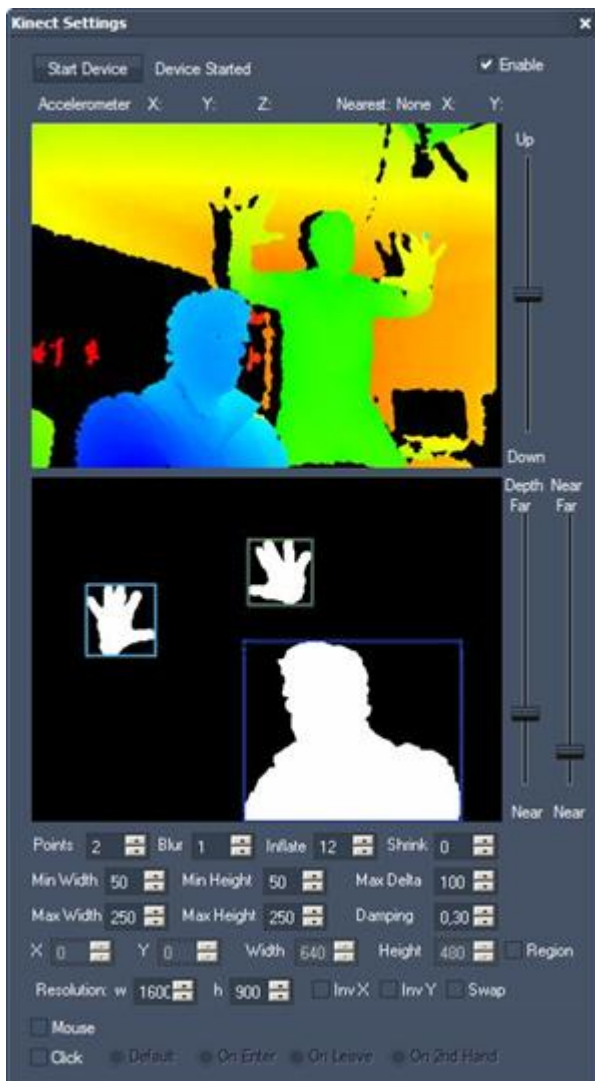 Kinect Settings
Start Device Device Started Enable
Accelerometer X: Y: Z: Nearest: None X: Y:
Up
Down
Depth Near
Far Far
Near Near
Points 2 Blur 1 Inflate 12 Shrink 0
Min Width 50 Min Height 50 Max Delta 100
Max Width 250 Max Height 250 Damping 0,30
X 0 Y 0 Width 640 Height 480 Region
Resolution: w 1600 h 900 Inv X Inv Y Swap
Mouse
Click Default On Enter On Leave On 2nd Hand